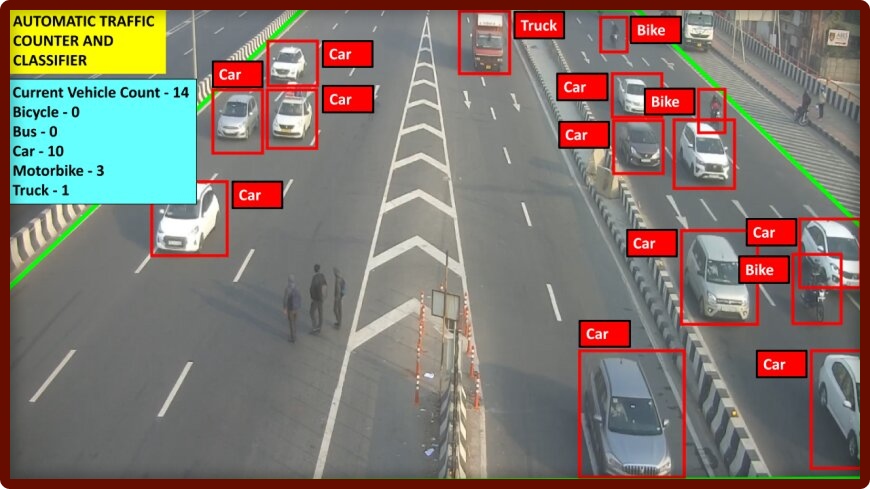 AUTOMATIC TRAFFIC
COUNTER AND
CLASSIFIER
Current Vehicle Count - 14
Bicycle - 0
Bus - 0
Car - 10
Motorbike - 3
Truck - 1
Truck
Bike
Car
Car
Car
Car
Bike
Car
Car
Car
Car
Bike
Car
Car